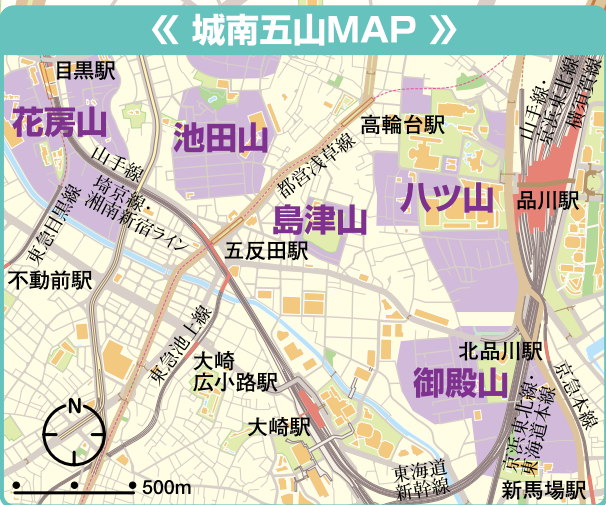 《 城南五山MAP 》
目黒駅
花房山
池田山
高輪台駅
山手線・
京浜東北線
横須賀線
山手線
埼京線・
湘南新宿ライン
都営浅草線
八ツ山
品川駅
島津山
東急目黒線
五反田駅
不動前駅
東急池上線
大崎
広小路駅
北品川駅
御殿山
京急本線
大崎駅
京浜東北線
東海道本線
東海道
新幹線
新馬場駅
N
500m